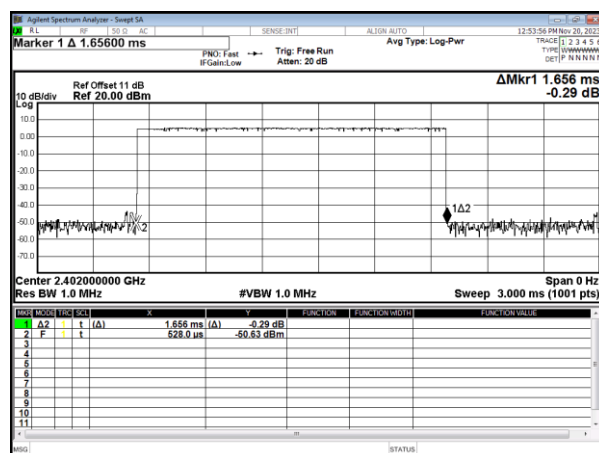 Agilent Spectrum Analyzer - Swept SA
RL RF 50 Ω AC SENSE:INT ALIGN AUTO 12:53:56 PM Nov 20, 2023
Marker 1 Δ 1.65600 ms
PNO: Fast Trig: Free Run Avg Type: Log-Pwr TRACE 1 2 3 4 5 6
IFGain:Low Atten: 20 dB TYPE
DET P N N N N N
ΔMkr1 1.656 ms
-0.29 dB
Ref Offset 11 dB
10 dB/div Ref 20.00 dBm
Log
10.0
0.00
-10.0
-20.0
-30.0
-40.0
1Δ2
-50.0
2
-60.0
-70.0
Center 2.402000000 GHz Span 0 Hz
Res BW 1.0 MHz #VBW 1.0 MHz Sweep 3.000 ms (1001 pts)
MKR MODE TRC SCL X Y FUNCTION FUNCTION WIDTH FUNCTION VALUE
1 Δ2 1 t (Δ) 1.656 ms (Δ) -0.29 dB
2 F 1 t 528.0 µs -50.63 dBm
3
4
5
6
7
8
9
10
11
MSG STATUS